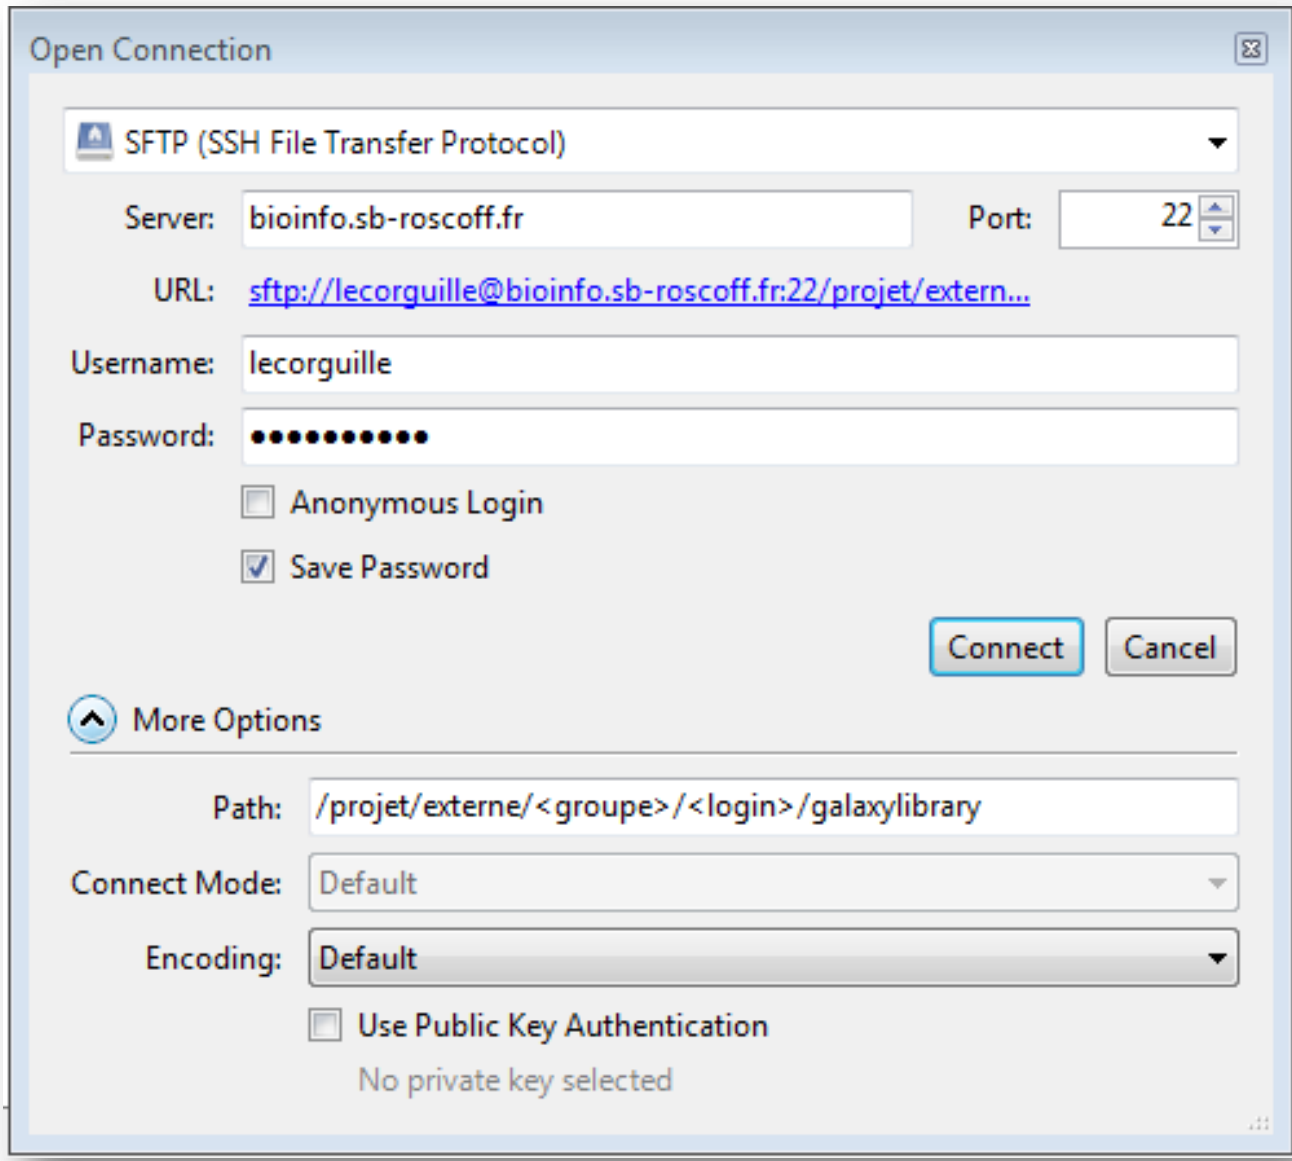 Open Connection
SFTP (SSH File Transfer Protocol)
Server: bioinfo.sb-roscoff.fr Port: 22
URL: sftp://lecorguille@bioinfo.sb-roscoff.fr:22/projet/extern...
Username: lecorguille
Password: ●●●●●●●●●●
Anonymous Login
Save Password
Connect Cancel
More Options
Path: /projet/externe/<groupe>/<login>/galaxylibrary
Connect Mode: Default
Encoding: Default
Use Public Key Authentication
No private key selected